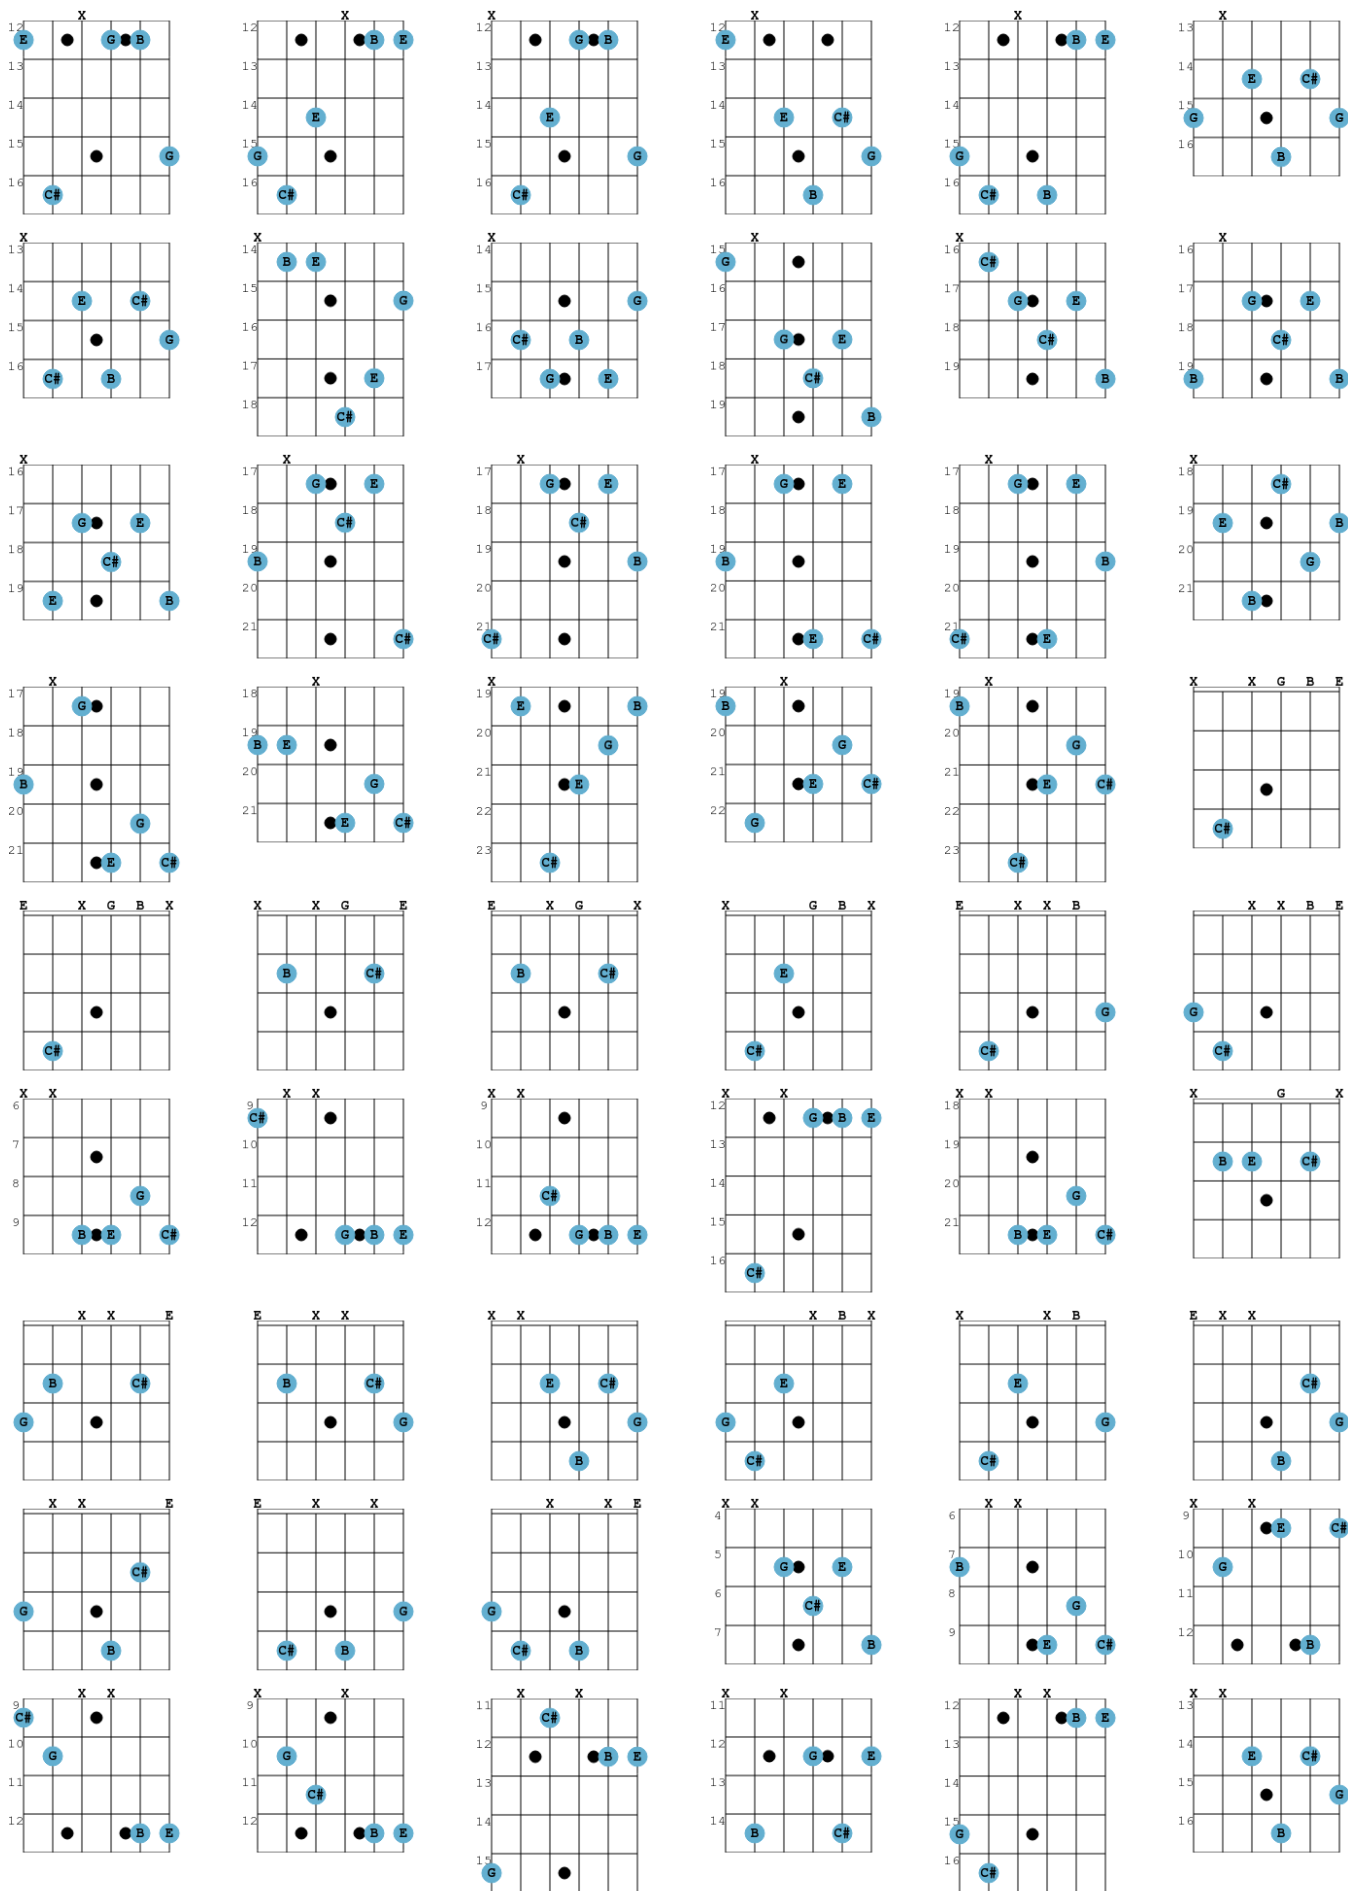 X X X X X X
12 E G B 12 B E 12 G B 12 E 12 B E 13
13 13 13 13 13 14 E C#
14 14 E 14 E 14 E C# 14 15 G G
15 G 15 G 15 G 15 G 15 G 16 B
16 C# 16 C# 16 C# 16 B 16 C# B
X X X X X X
13 14 B E 14 15 G 16 C# 16
14 E C# 15 G 15 G 16 17 G E 17 G E
15 G 16 16 C# B 17 G E 18 C# 18 C#
16 C# B 17 E 17 G E 18 C# 19 B 19 B B
18 C# 19 B
X X X X X X
16 17 G E 17 G E 17 G E 17 G E 18 C#
17 G E 18 C# 18 C# 18 18 19 E B
18 C# 19 B 19 B 19 B 19 B 20 G
19 E B 20 20 20 20 21 B
21 C# 21 C# 21 E C# 21 C# E
X X X X X X X G B E
17 G 18 19 E B 19 B 19 B
18 19 B E 20 G 20 G 20 G
19 B 20 G 21 E 21 E C# 21 E C#
20 G 21 E C# 22 22 G 22 C#
21 E C# 23 C# 23 C#
E X G B X X X G E E X G X X G B X E X X B X X B E
B C# B C# E
G G
C# C# C# C#
X X X X X X X X X X X G X
6 9 C# 9 12 G B E 18
7 10 10 13 19 B E C#
8 G 11 11 C# 14 20 G
9 B E C# 12 G B E 12 G B E 15 21 B E C#
16 C#
X X E E X X X X X B X X X B E X X
B C# B C# E C# E E C#
G G G G G G
B C# C# B
X X E E X X X X E X X X X X X
4 6 9 E C#
C# 5 G E 7 B 10 G
G G G 6 C# 8 G 11
B C# B C# B 7 B 9 E C# 12 B
X X X X X X X X X X X X
9 C# 9 11 C# 11 12 B E 13
10 G 10 G 12 B E 12 G E 13 14 E C#
11 11 C# 13 13 14 15 G
12 B E 12 B E 14 14 B C# 15 G 16 B
15 G 16 C#